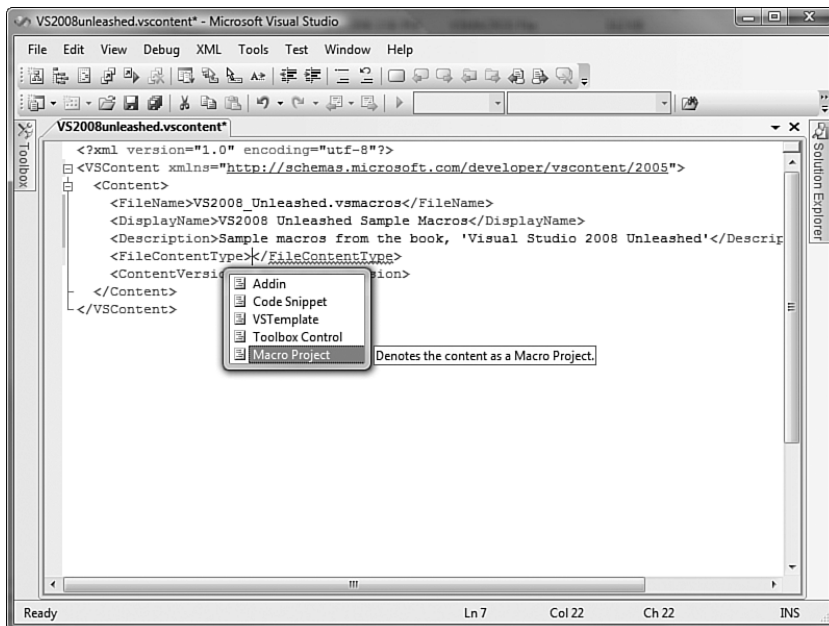 VS2008unleashed.vscontent* - Microsoft Visual Studio
File Edit View Debug XML Tools Test Window Help
Toolbox
VS2008unleashed.vscontent*
Solution Explorer
<?xml version="1.0" encoding="utf-8"?>
<VSContent xmlns="http://schemas.microsoft.com/developer/vscontent/2005">
<Content>
<FileName>VS2008_Unleashed.vsmacros</FileName>
<DisplayName>VS2008 Unleashed Sample Macros</DisplayName>
<Description>Sample macros from the book, 'Visual Studio 2008 Unleashed'</Descrip
<FileContentType></FileContentType>
<ContentVersi sion>
</Content>
</VSContent>
Addin
Code Snippet
VSTemplate
Toolbox Control
Macro Project
Denotes the content as a Macro Project.
Ready Ln 7 Col 22 Ch 22 INS